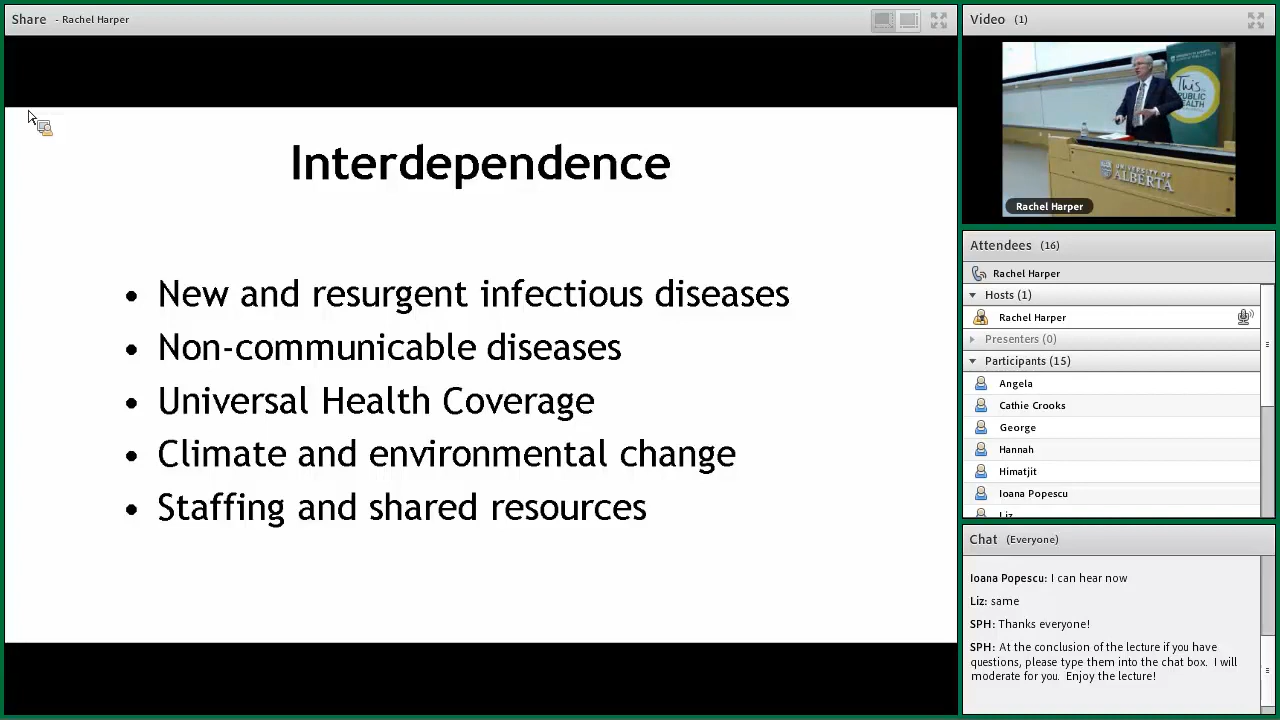 Share - Rachel Harper
Interdependence
• New and resurgent infectious diseases
• Non-communicable diseases
• Universal Health Coverage
• Climate and environmental change
• Staffing and shared resources
Video (1)
This
PUBLIC
HEALTH
UNIVERSITY OF
ALBERTA
Rachel Harper
Attendees (16)
Rachel Harper
Hosts (1)
Rachel Harper
Presenters (0)
Participants (15)
Angela
Cathie Crooks
George
Hannah
Himatjit
Ioana Popescu
Liz
Chat (Everyone)
Ioana Popescu: I can hear now
Liz: same
SPH: Thanks everyone!
SPH: At the conclusion of the lecture if you have
questions, please type them into the chat box. I will
moderate for you. Enjoy the lecture!